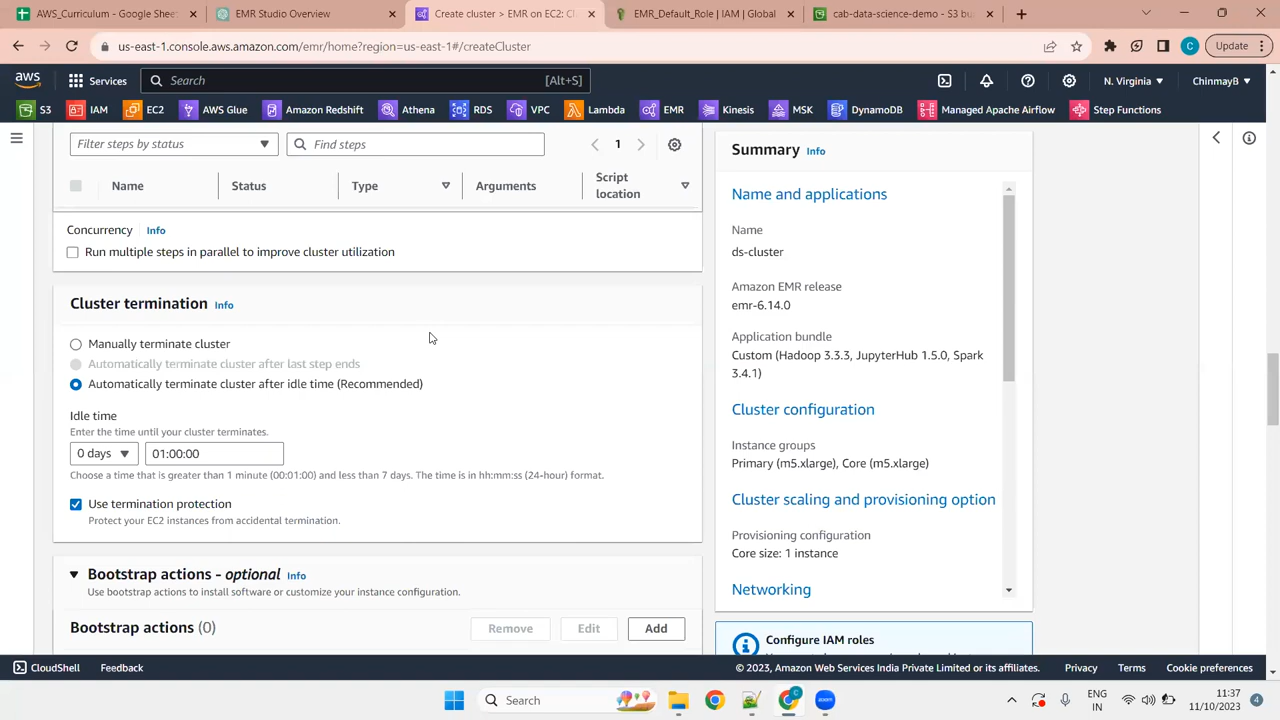 AWS_Curriculum - Google Sheet
EMR Studio Overview
Create cluster > EMR on EC2: Cl
EMR_Default_Role | IAM | Global
cab-data-science-demo - S3 bu
us-east-1.console.aws.amazon.com/emr/home?region=us-east-1#/createCluster
C
Update
aws
Services
Search
[Alt+S]
N. Virginia
ChinmayB
S3
IAM
EC2
AWS Glue
Amazon Redshift
Athena
RDS
VPC
Lambda
EMR
Kinesis
MSK
DynamoDB
Managed Apache Airflow
Step Functions
Filter steps by status
Find steps
1
Name
Status
Type
Arguments
Script
location
Concurrency Info
Run multiple steps in parallel to improve cluster utilization
Cluster termination Info
Manually terminate cluster
Automatically terminate cluster after last step ends
Automatically terminate cluster after idle time (Recommended)
Idle time
Enter the time until your cluster terminates.
0 days
01:00:00
Choose a time that is greater than 1 minute (00:01:00) and less than 7 days. The time is in hh:mm:ss (24-hour) format.
Use termination protection
Protect your EC2 instances from accidental termination.
Bootstrap actions - optional Info
Use bootstrap actions to install software or customize your instance configuration.
Bootstrap actions (0)
Remove
Edit
Add
Summary Info
Name and applications
Name
ds-cluster
Amazon EMR release
emr-6.14.0
Application bundle
Custom (Hadoop 3.3.3, JupyterHub 1.5.0, Spark
3.4.1)
Cluster configuration
Instance groups
Primary (m5.xlarge), Core (m5.xlarge)
Cluster scaling and provisioning option
Provisioning configuration
Core size: 1 instance
Networking
Configure IAM roles
CloudShell
Feedback
© 2023, Amazon Web Services India Private Limited or its affiliates.
Privacy
Terms
Cookie preferences
Search
ENG
IN
11:37
11/10/2023
4